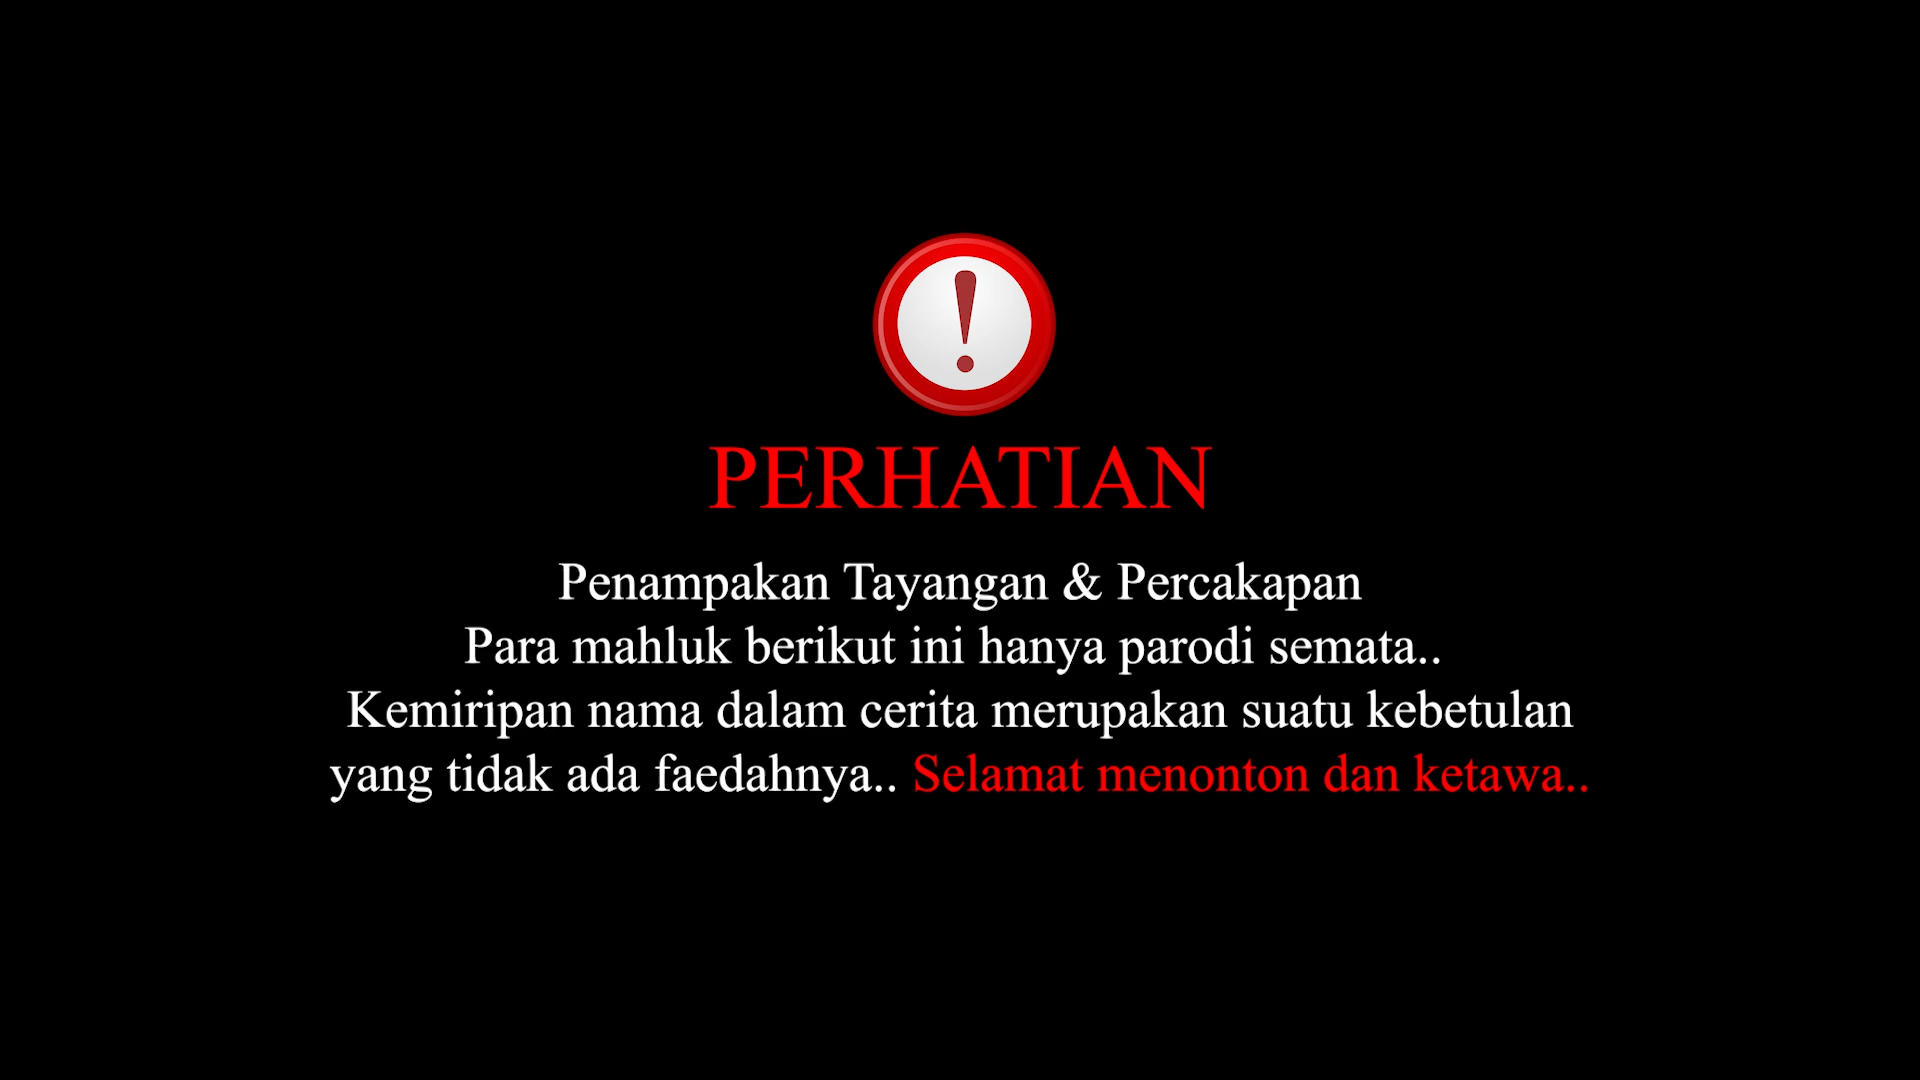 PERHATIAN
Penampakan Tayangan & Percakapan
Para mahluk berikut ini hanya parodi semata..
Kemiripan nama dalam cerita merupakan suatu kebetulan
yang tidak ada faedahnya.. Selamat menonton dan ketawa..